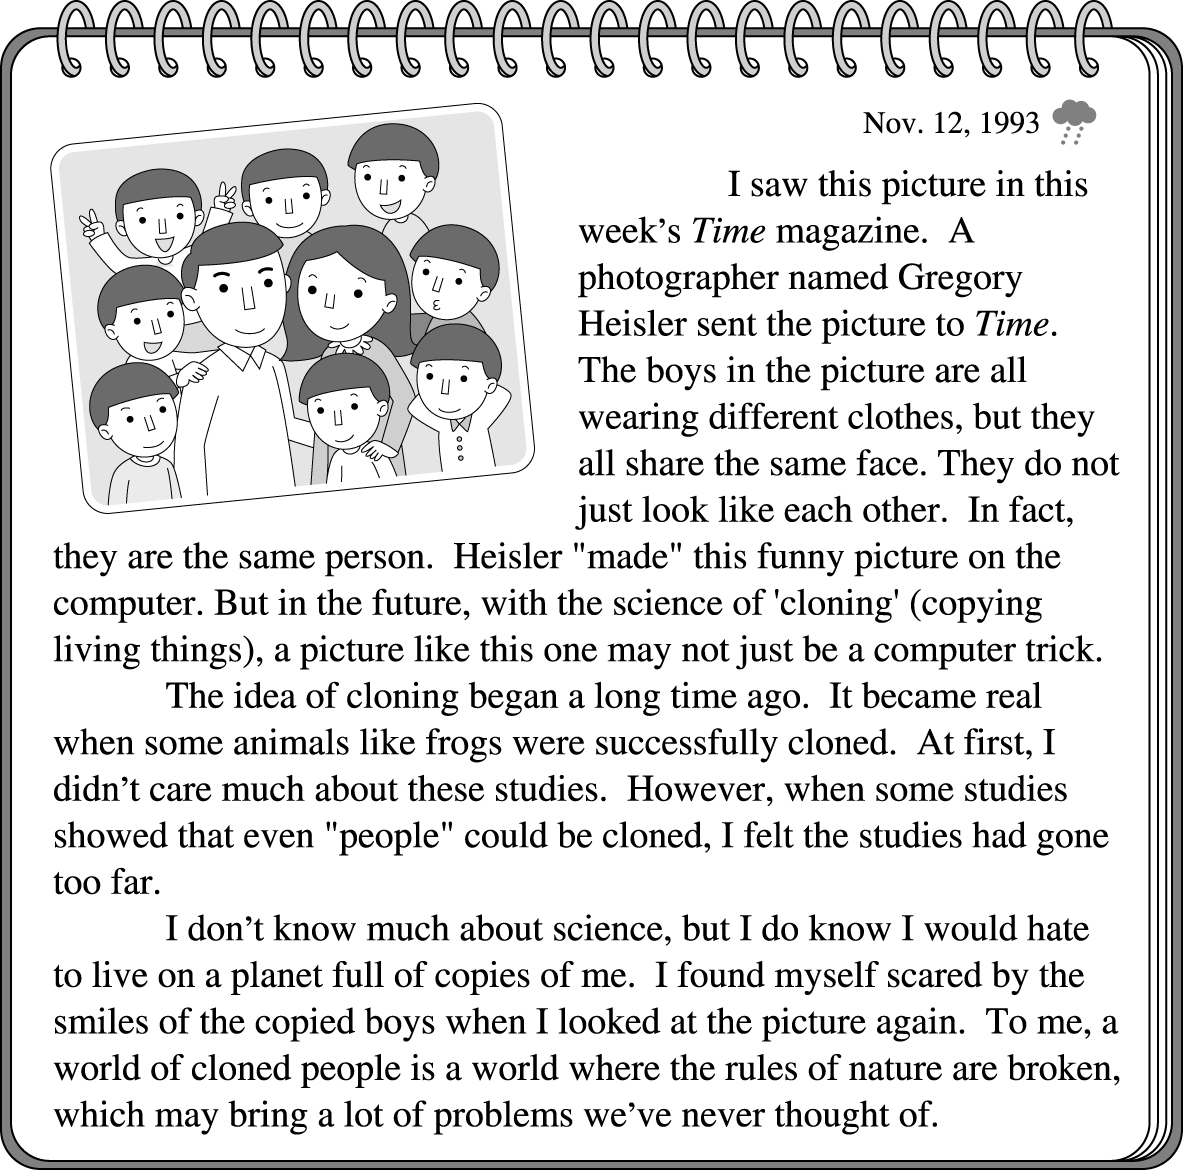 Nov. 12, 1993
I saw this picture in this
week's Time magazine. A
photographer named Gregory
Heisler sent the picture to Time.
The boys in the picture are all
wearing different clothes, but they
all share the same face. They do not
just look like each other. In fact,
they are the same person. Heisler "made" this funny picture on the
computer. But in the future, with the science of 'cloning' (copying
living things), a picture like this one may not just be a computer trick.
The idea of cloning began a long time ago. It became real
when some animals like frogs were successfully cloned. At first, I
didn't care much about these studies. However, when some studies
showed that even "people" could be cloned, I felt the studies had gone
too far.
I don't know much about science, but I do know I would hate
to live on a planet full of copies of me. I found myself scared by the
smiles of the copied boys when I looked at the picture again. To me, a
world of cloned people is a world where the rules of nature are broken,
which may bring a lot of problems we've never thought of.